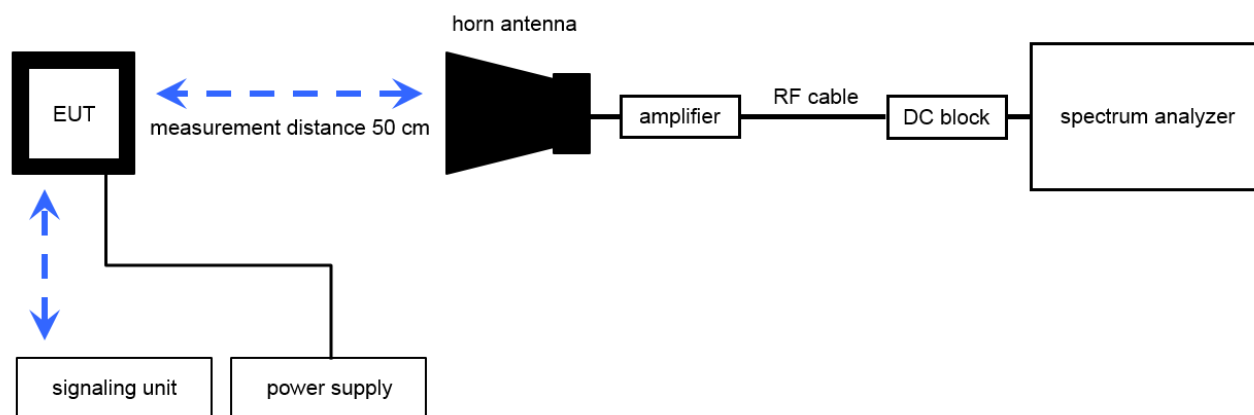 horn antenna
EUT
measurement distance 50 cm
amplifier
RF cable
DC block
spectrum analyzer
signaling unit
power supply